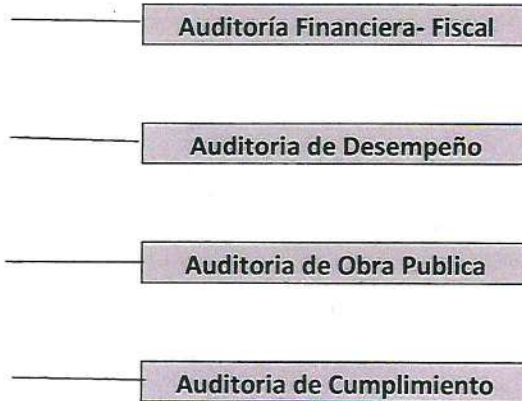 Auditoría Financiera- Fiscal
Auditoria de Desempeño
Auditoria de Obra Publica
Auditoria de Cumplimiento